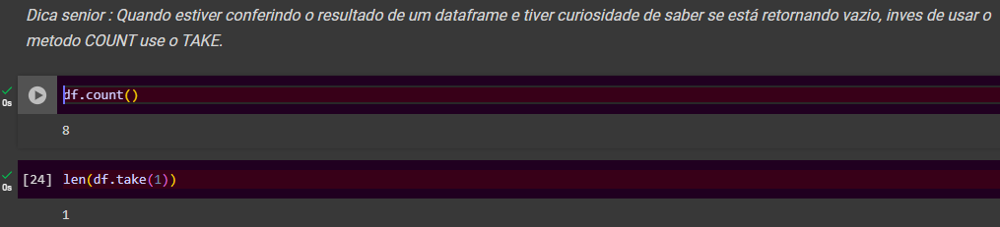 Dica senior : Quando estiver conferindo o resultado de um dataframe e tiver curiosidade de saber se está retornando vazio, inves de usar o
metodo COUNT use o TAKE.
0s
df.count()
8
0s
[24] len(df.take(1))
1